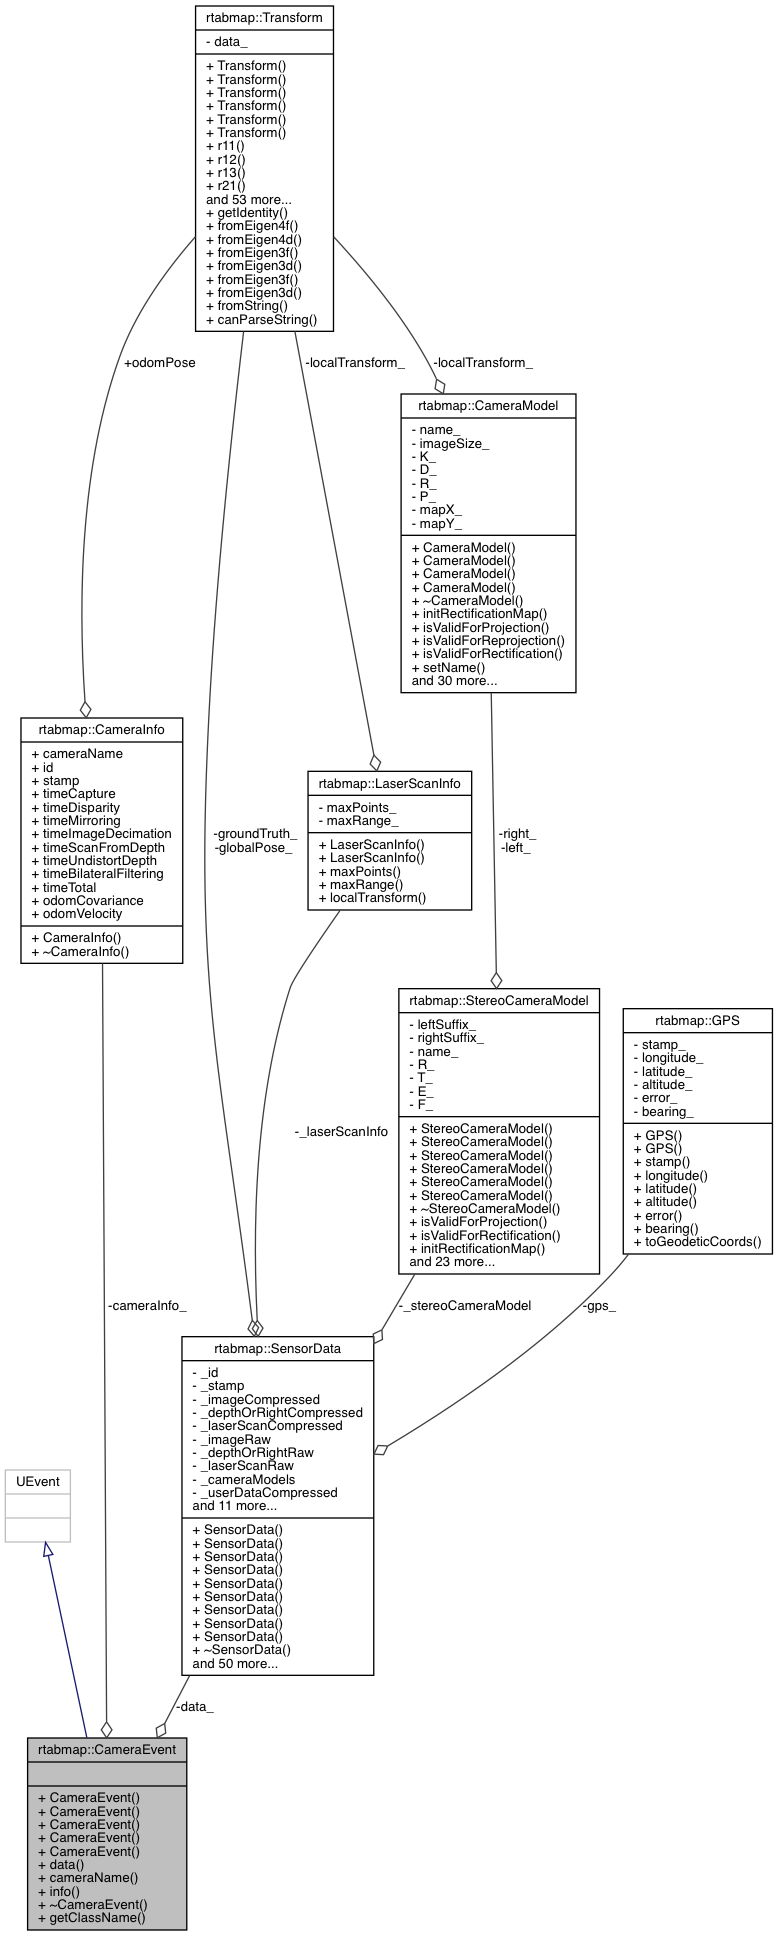 rtabmap::Transform
- data_
+ Transform()
+ Transform()
+ Transform()
+ Transform()
+ Transform()
+ Transform()
+ r11()
+ r12()
+ r13()
+ r21()
and 53 more...
+ getIdentity()
+ fromEigen4f()
+ fromEigen4d()
+ fromEigen3f()
+ fromEigen3d()
+ fromEigen3f()
+ fromEigen3d()
+ fromString()
+ canParseString()
+odomPose
-localTransform_
-localTransform_
rtabmap::CameraModel
- name_
- imageSize_
- K_
- D_
- R_
- P_
- mapX_
- mapY_
+ CameraModel()
+ CameraModel()
+ CameraModel()
+ CameraModel()
+ ~CameraModel()
+ initRectificationMap()
+ isValidForProjection()
+ isValidForReprojection()
+ isValidForRectification()
+ setName()
and 30 more...
rtabmap::CameraInfo
+ cameraName
+ id
+ stamp
+ timeCapture
+ timeDisparity
+ timeMirroring
+ timeImageDecimation
+ timeScanFromDepth
+ timeUndistortDepth
+ timeBilateralFiltering
+ timeTotal
+ odomCovariance
+ odomVelocity
+ CameraInfo()
+ ~CameraInfo()
-groundTruth_
-globalPose_
rtabmap::LaserScanInfo
- maxPoints_
- maxRange_
+ LaserScanInfo()
+ LaserScanInfo()
+ maxPoints()
+ maxRange()
+ localTransform()
-right_
-left_
rtabmap::StereoCameraModel
- leftSuffix_
- rightSuffix_
- name_
- R_
- T_
- E_
- F_
+ StereoCameraModel()
+ StereoCameraModel()
+ StereoCameraModel()
+ StereoCameraModel()
+ StereoCameraModel()
+ StereoCameraModel()
+ ~StereoCameraModel()
+ isValidForProjection()
+ isValidForRectification()
+ initRectificationMap()
and 23 more...
rtabmap::GPS
- stamp_
- longitude_
- latitude_
- altitude_
- error_
- bearing_
+ GPS()
+ GPS()
+ stamp()
+ longitude()
+ latitude()
+ altitude()
+ error()
+ bearing()
+ toGeodeticCoords()
-_laserScanInfo
-cameraInfo_
-_stereoCameraModel
-gps_
rtabmap::SensorData
- _id
- _stamp
- _imageCompressed
- _depthOrRightCompressed
- _laserScanCompressed
- _imageRaw
- _depthOrRightRaw
- _laserScanRaw
- _cameraModels
- _userDataCompressed
and 11 more...
+ SensorData()
+ SensorData()
+ SensorData()
+ SensorData()
+ SensorData()
+ SensorData()
+ SensorData()
+ SensorData()
+ SensorData()
+ ~SensorData()
and 50 more...
UEvent
-data_
rtabmap::CameraEvent
+ CameraEvent()
+ CameraEvent()
+ CameraEvent()
+ CameraEvent()
+ CameraEvent()
+ data()
+ cameraName()
+ info()
+ ~CameraEvent()
+ getClassName()